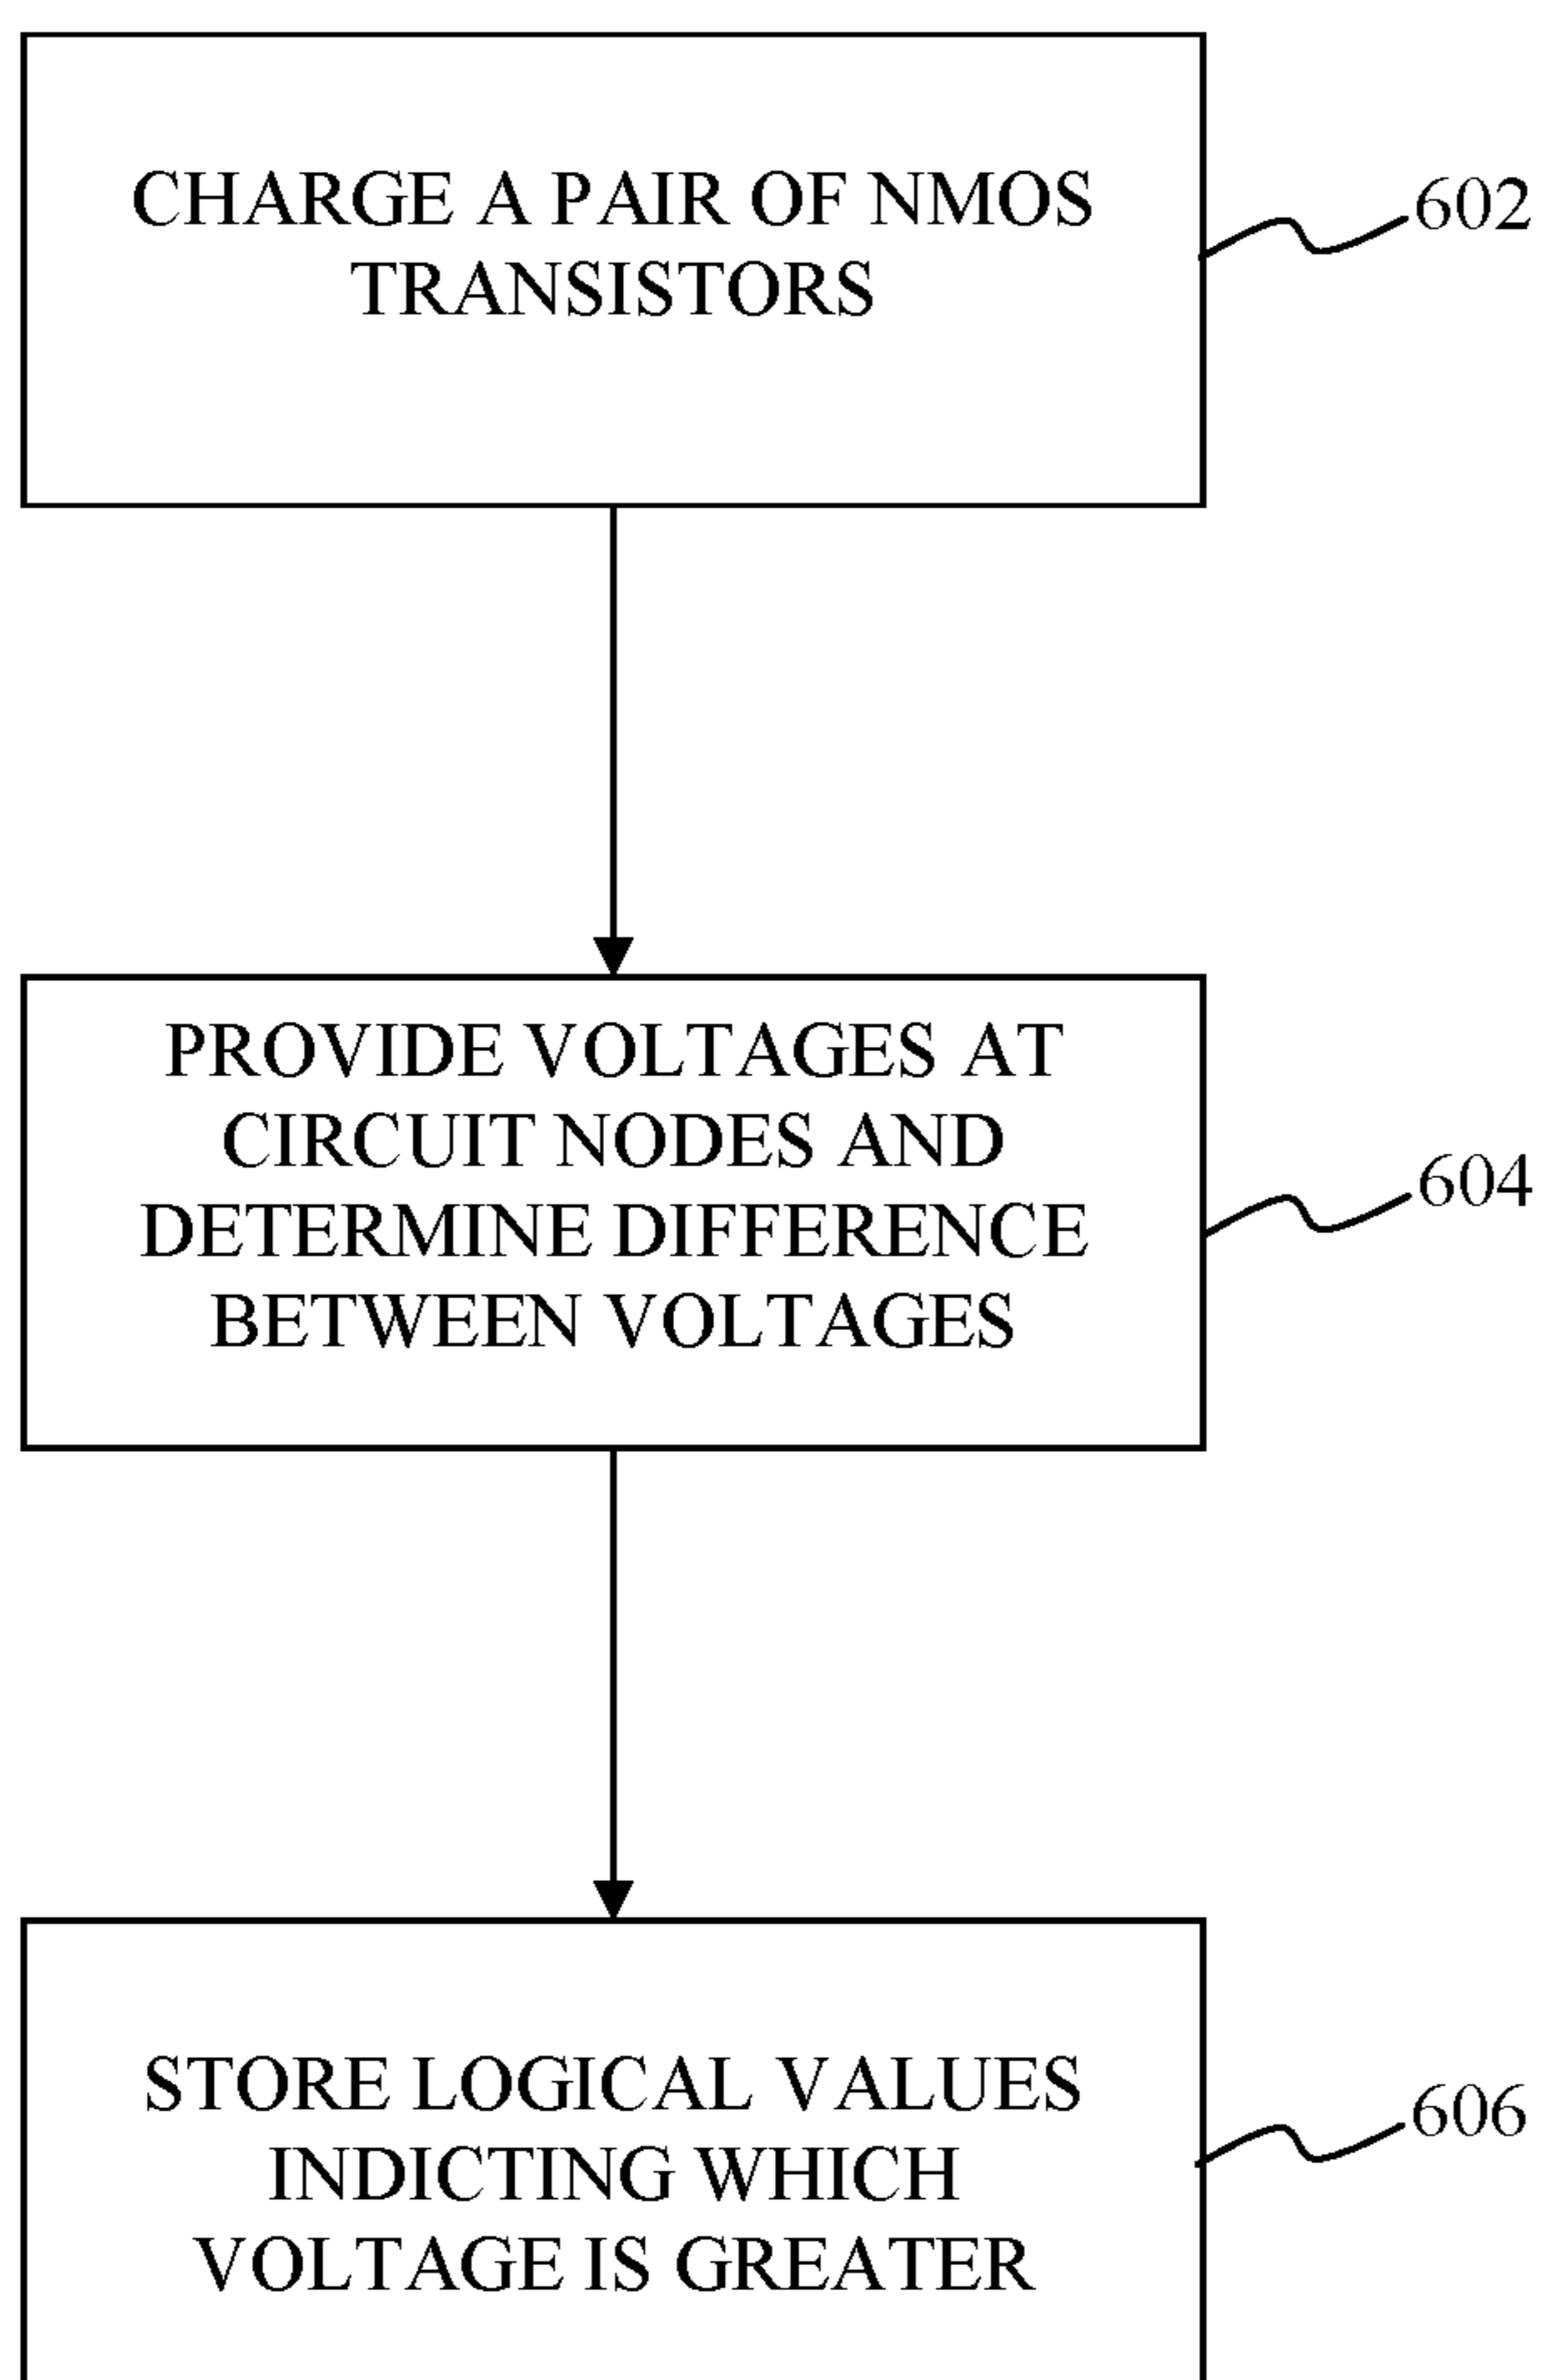 CHARGE A PAIR OF NMOS
TRANSISTORS
602
PROVIDE VOLTAGES AT
CIRCUIT NODES AND
DETERMINE DIFFERENCE
BETWEEN VOLTAGES
604
STORE LOGICAL VALUES
INDICTING WHICH
VOLTAGE IS GREATER
606